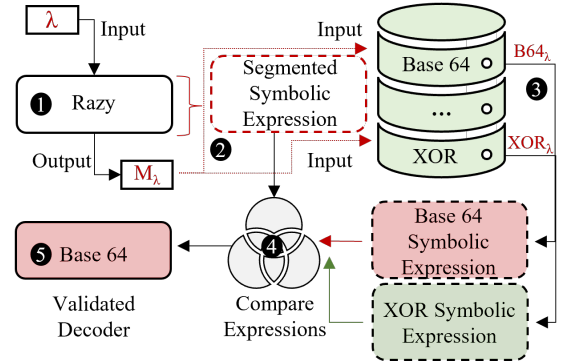 λ
Input
1 Razy
Output
Mλ
2
Segmented
Symbolic
Expression
Input
Input
Base 64
...
XOR
B64λ
3
XORλ
4
Compare
Expressions
Base 64
Symbolic
Expression
XOR Symbolic
Expression
5 Base 64
Validated
Decoder